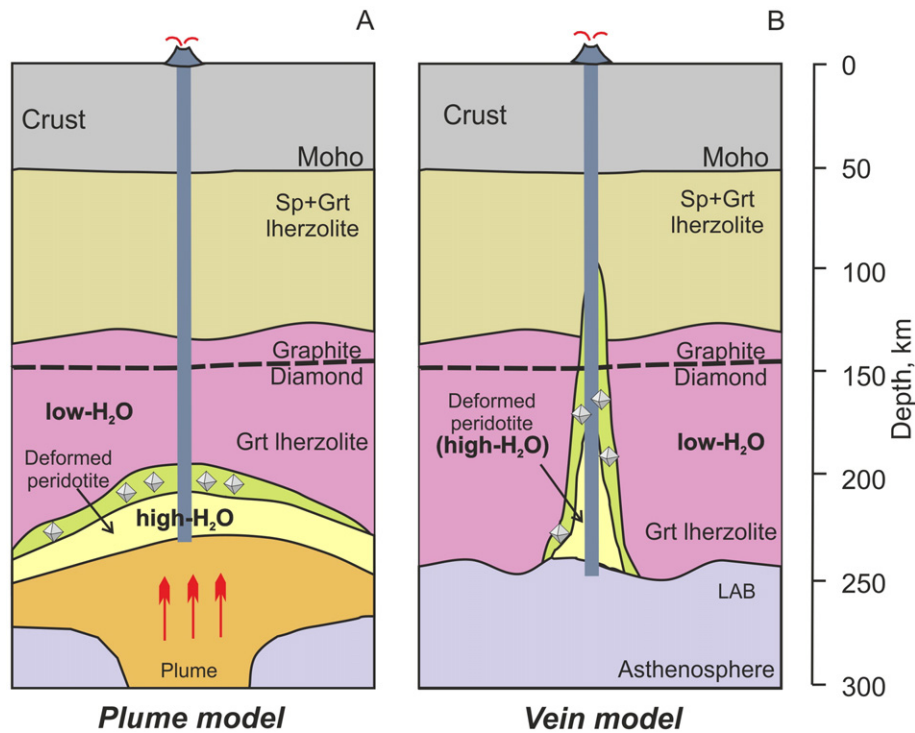 A
Crust
Moho
Sp+Grt
lherzolite
Graphite
Diamond
low-H₂O
Grt lherzolite
Deformed
peridotite
high-H₂O
Plume
Plume model
B
Crust
Moho
Sp+Grt
lherzolite
Graphite
Diamond
Deformed
peridotite
(high-H₂O)
low-H₂O
Grt lherzolite
LAB
Asthenosphere
Vein model
0
50
100
150
200
250
300
Depth, km